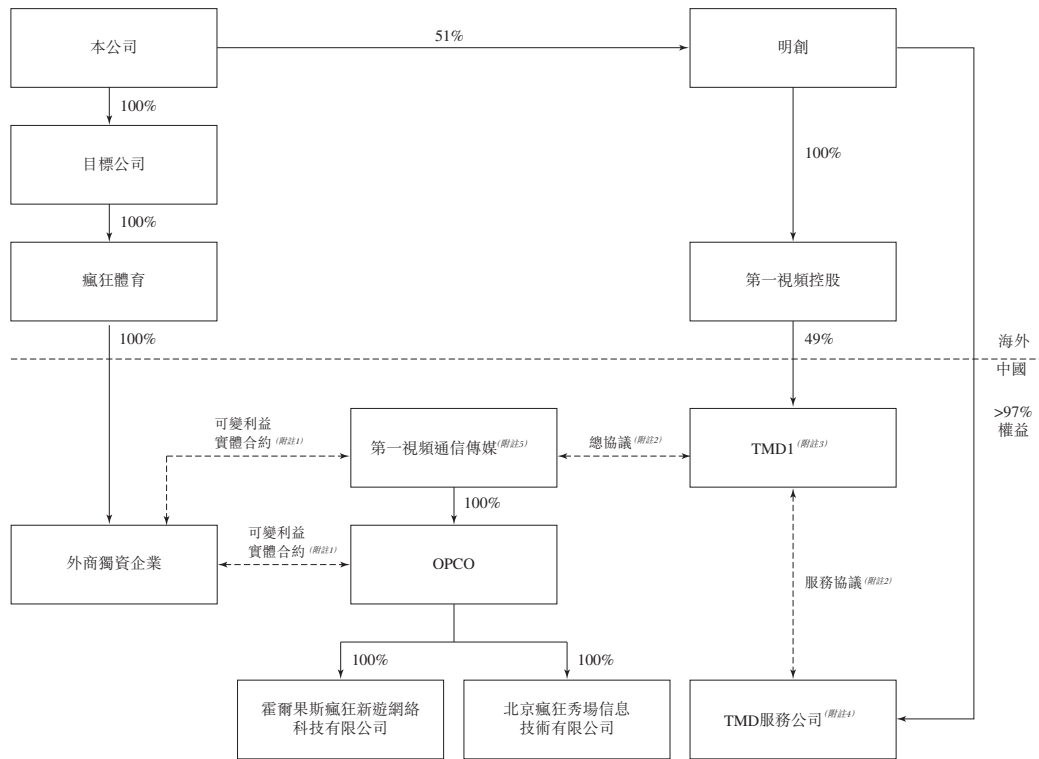 本公司
51%
明創
100%
目標公司
100%
100%
瘋狂體育
第一視頻控股
100%
49%
海外
中國
>97%
權益
可變利益
實體合約(附註1)
第一視頻通信傳媒(附註5)
總協議(附註2)
TMD1(附註3)
100%
外商獨資企業
可變利益
實體合約(附註1)
OPCO
服務協議(附註2)
100%
100%
霍爾果斯瘋狂新遊網絡
科技有限公司
北京瘋狂秀場信息
技術有限公司
TMD服務公司(附註4)